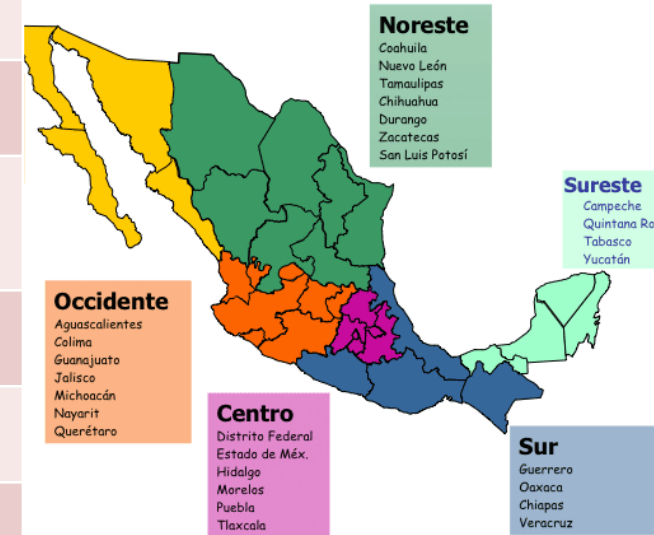 Noreste
Coahuila
Nuevo León
Tamaulipas
Chihuahua
Durango
Zacatecas
San Luis Potosí
Sureste
Campeche
Quintana Ro
Tabasco
Yucatán
Occidente
Aguascalientes
Colima
Guanajuato
Jalisco
Michoacán
Nayarit
Querétaro
Centro
Distrito Federal
Estado de Méx.
Hidalgo
Morelos
Puebla
Tlaxcala
Sur
Guerrero
Oaxaca
Chiapas
Veracruz